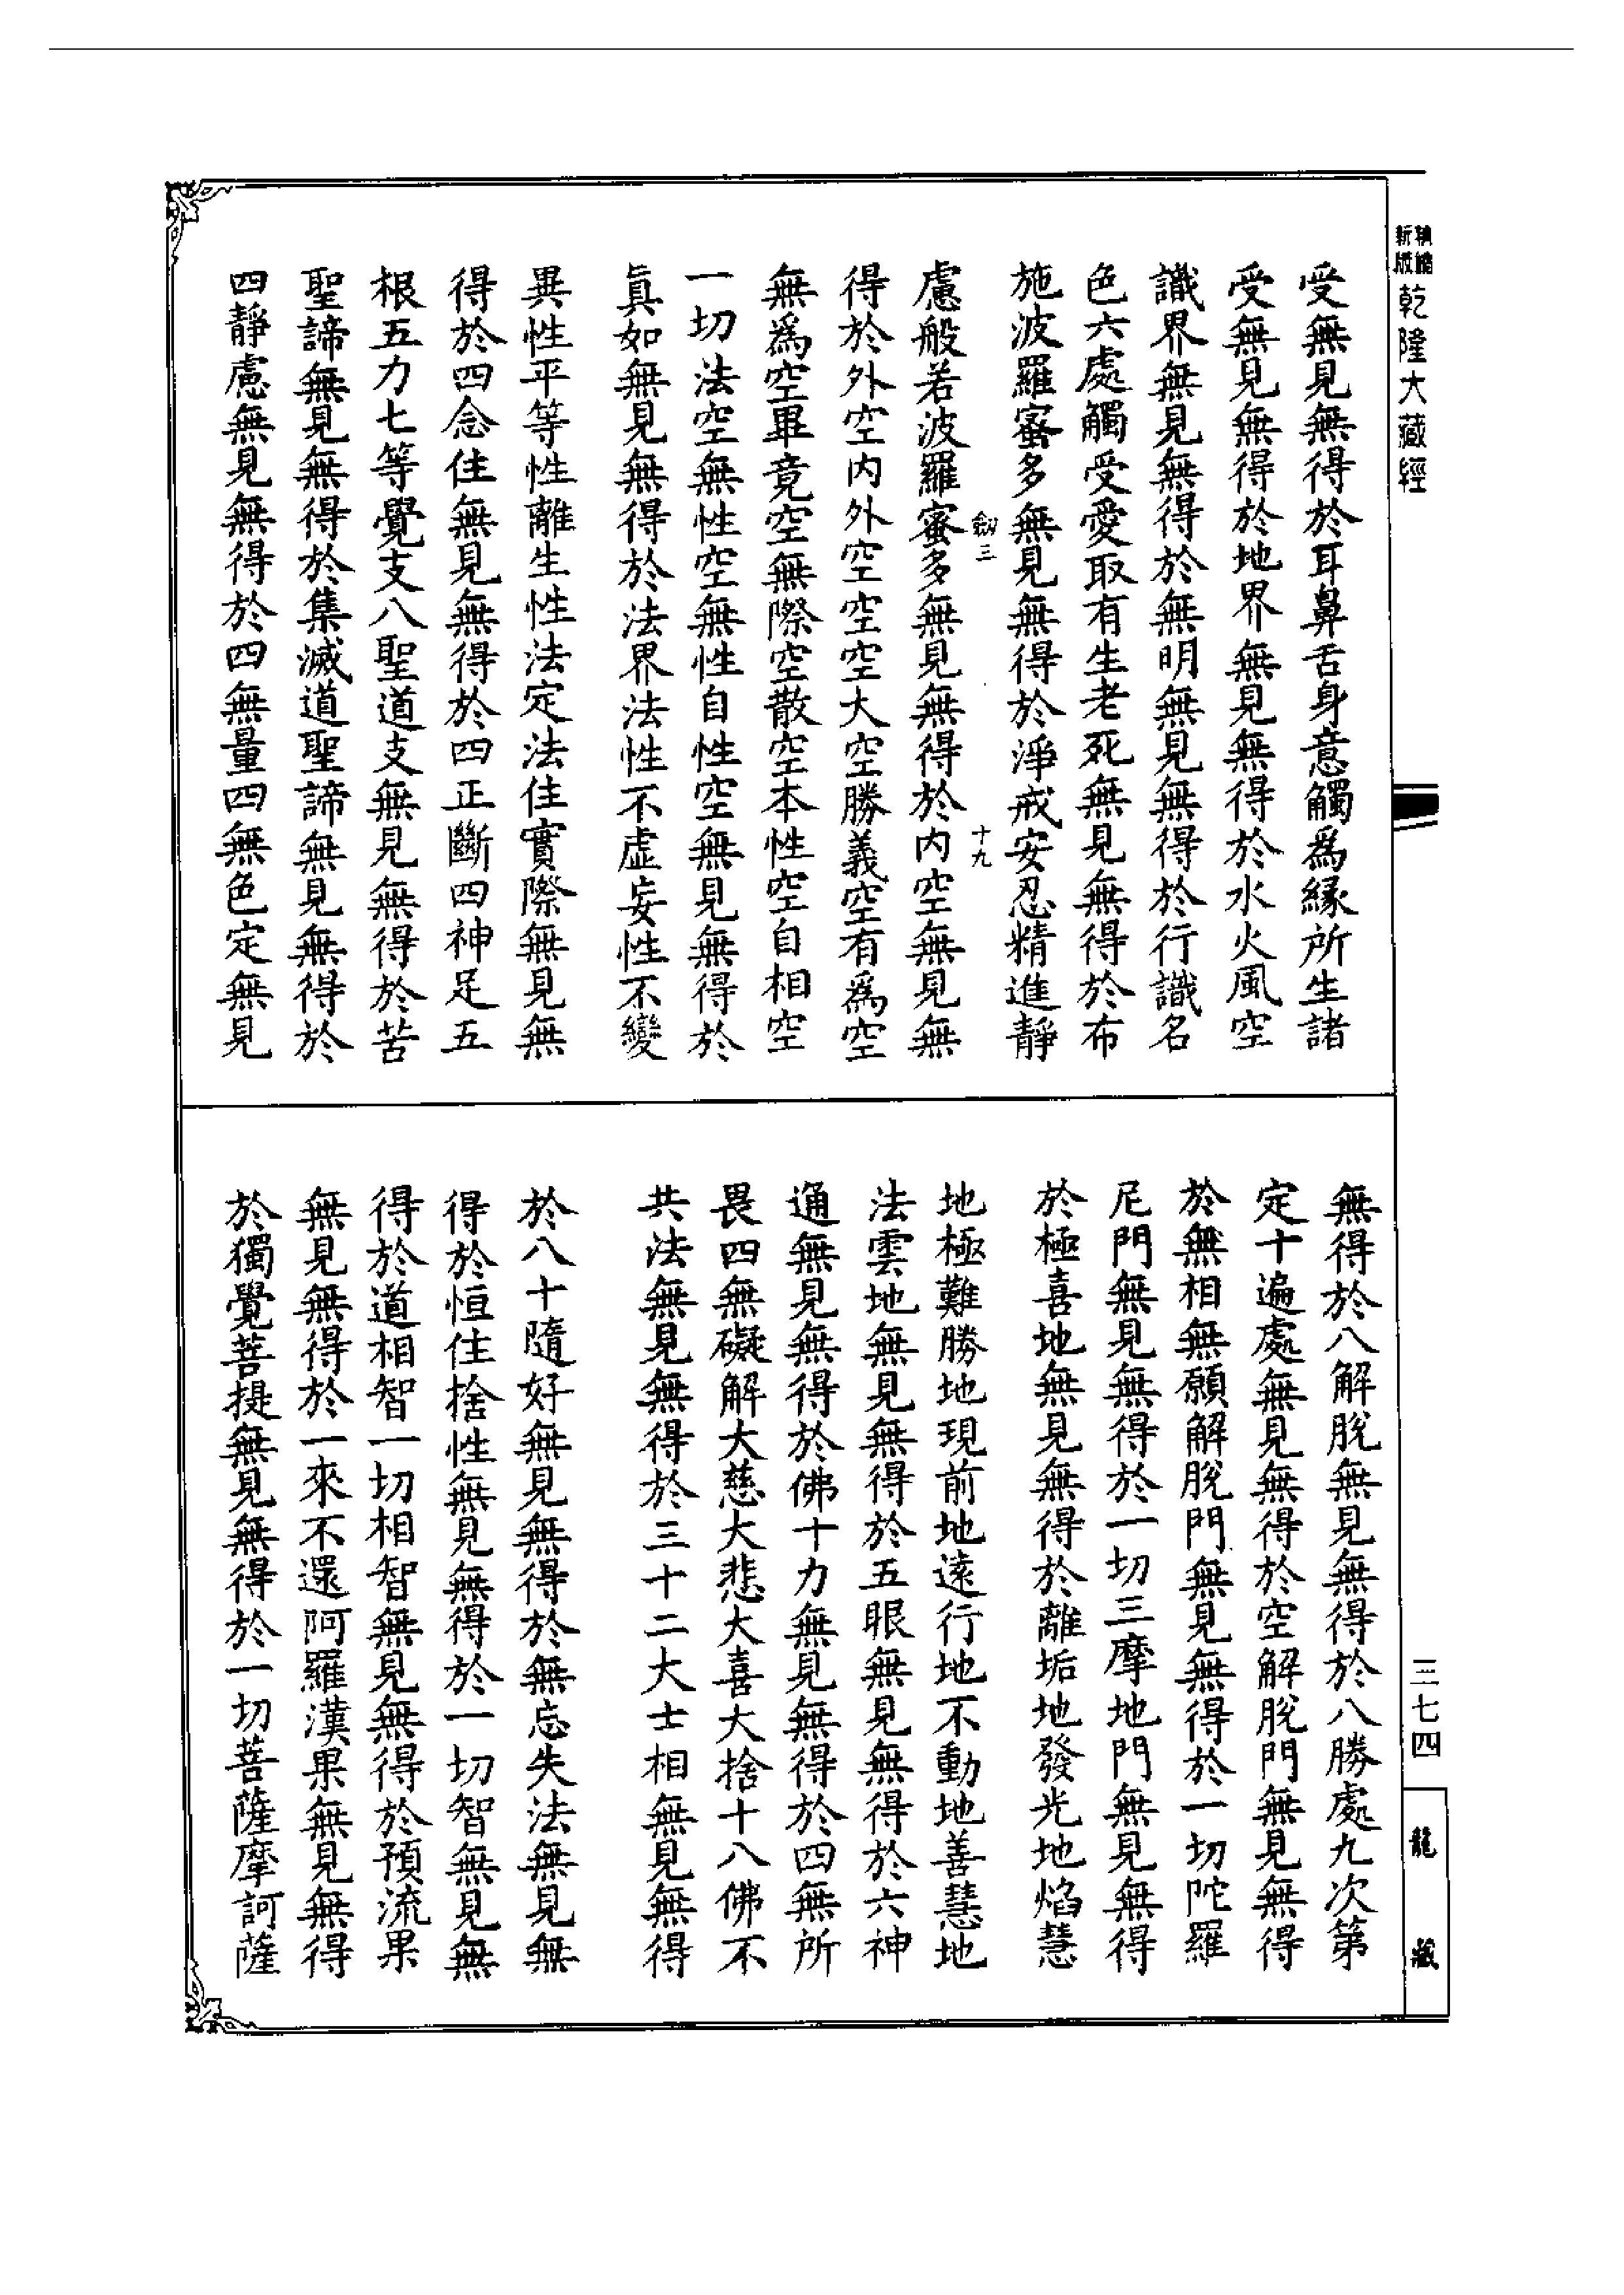 新版
精縮
乾隆大藏經
受無見無得於耳鼻舌身意觸為緣所生諸
受無見無得於地界無見無得於水火風空
識界無見無得於無明無見無得於行識名
色六處觸受愛取有生老死無見無得於布
施波羅蜜多無見無得於淨戒安忍精進靜
劒三
十九
慮般若波羅蜜多無見無得於内空無見無
得於外空内外空空空大空勝義空有為空
無為空畢竟空無際空散空本性空自相空
一切法空無性空無性自性空無見無得於
真如無見無得於法界法性不虛妄性不變
異性平等性離生性法定法住實際無見無
得於四念住無見無得於四正斷四神足五
根五力七等覺支八聖道支無見無得於苦
聖諦無見無得於集滅道聖諦無見無得於
四靜慮無見無得於四無量四無色定無見
無得於八解脫無見無得於八勝處九次第
定十遍處無見無得於空解脫門無見無得
於無相無願解脫門無見無得於一切陀羅
尼門無見無得於一切三摩地門無見無得
於極喜地無見無得於離垢地發光地焰慧
地極難勝地現前地遠行地不動地善慧地
法雲地無見無得於五眼無見無得於六神
通無見無得於佛十力無見無得於四無所
畏四無礙解大慈大悲大喜大捨十八佛不
共法無見無得於三十二大士相無見無得
於八十隨好無見無得於無忘失法無見無
得於恒住捨性無見無得於一切智無見無
得於道相智一切相智無見無得於預流果
無見無得於一來不還阿羅漢果無見無得
於獨覺菩提無見無得於一切菩薩摩訶薩
三七四
龍藏